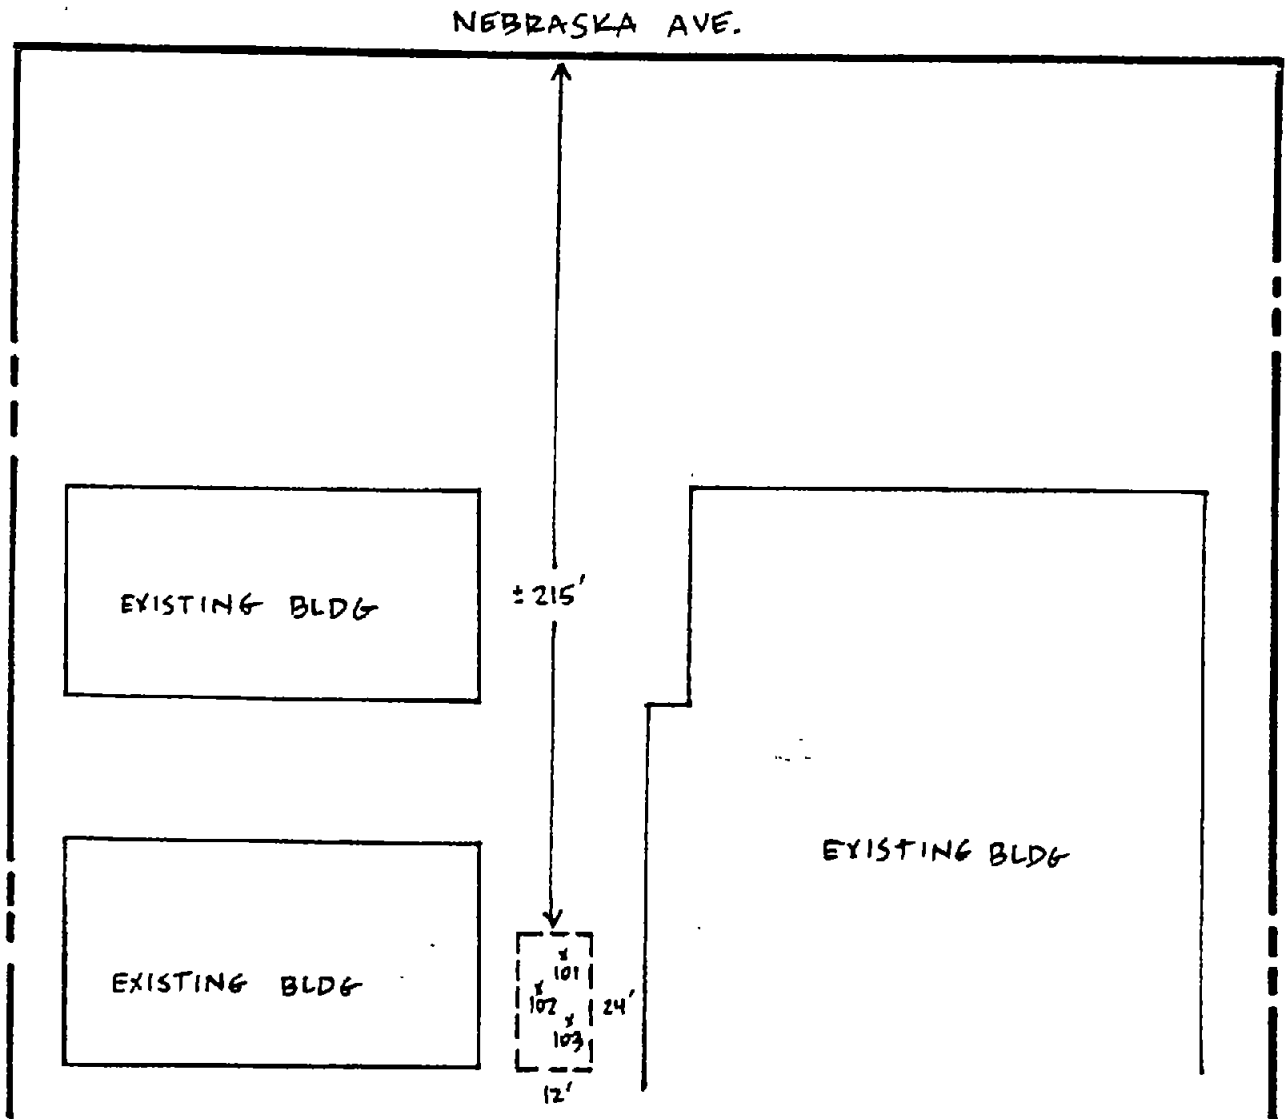 NEBRASKA AVE.
EXISTING BLDG
± 215'
EXISTING BLDG
EXISTING BLDG
x
101
x
102
24'
x
103
12'